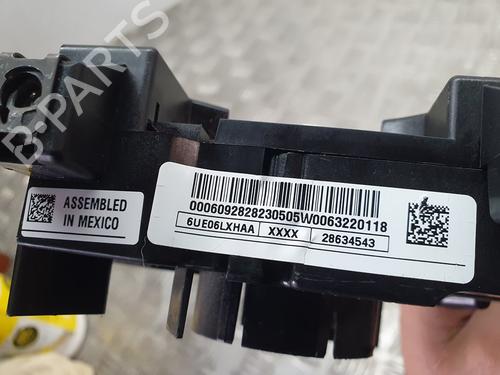 B-PARTS
ASSEMBLED
IN MEXICO
0006092828230505W0063220118
6UE06LXHAA XXXX 28634543